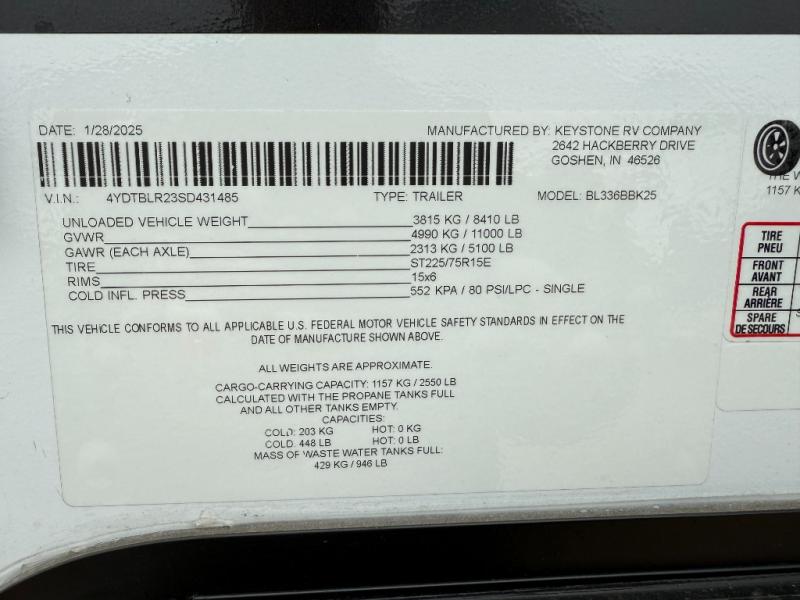 DATE: 1/28/2025
MANUFACTURED BY: KEYSTONE RV COMPANY
2642 HACKBERRY DRIVE
GOSHEN, IN 46526
V.I.N.: 4YDTBLR23SD431485 TYPE: TRAILER MODEL: BL336BBK25
UNLOADED VEHICLE WEIGHT 3815 KG / 8410 LB
GVWR 4990 KG / 11000 LB
GAWR (EACH AXLE) 2313 KG / 5100 LB
TIRE ST225/75R15E
RIMS 15x6
COLD INFL. PRESS 552 KPA / 80 PSI/LPC - SINGLE
THIS VEHICLE CONFORMS TO ALL APPLICABLE U.S. FEDERAL MOTOR VEHICLE SAFETY STANDARDS IN EFFECT ON THE
DATE OF MANUFACTURE SHOWN ABOVE.
ALL WEIGHTS ARE APPROXIMATE.
CARGO-CARRYING CAPACITY: 1157 KG / 2550 LB
CALCULATED WITH THE PROPANE TANKS FULL
AND ALL OTHER TANKS EMPTY.
CAPACITIES:
COLD: 203 KG HOT: 0 KG
COLD: 448 LB HOT: 0 LB
MASS OF WASTE WATER TANKS FULL:
429 KG / 946 LB
THE W
1157 K
TIRE
PNEU
FRONT
AVANT
REAR
ARRIÈRE
SPARE
DE SECOURS